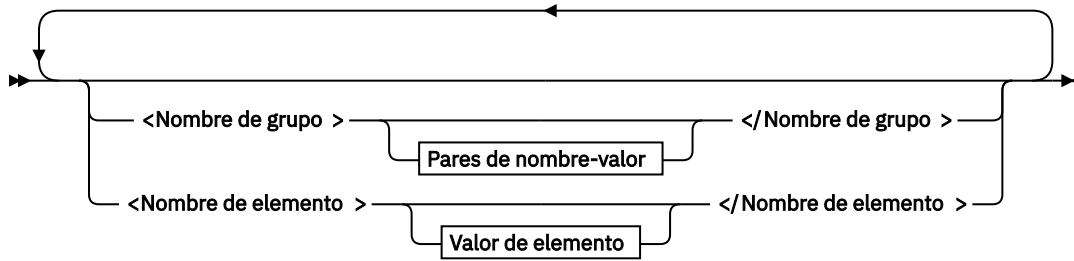 <Nombre de grupo > </Nombre de grupo >
Pares de nombre-valor
<Nombre de elemento > </Nombre de elemento >
Valor de elemento